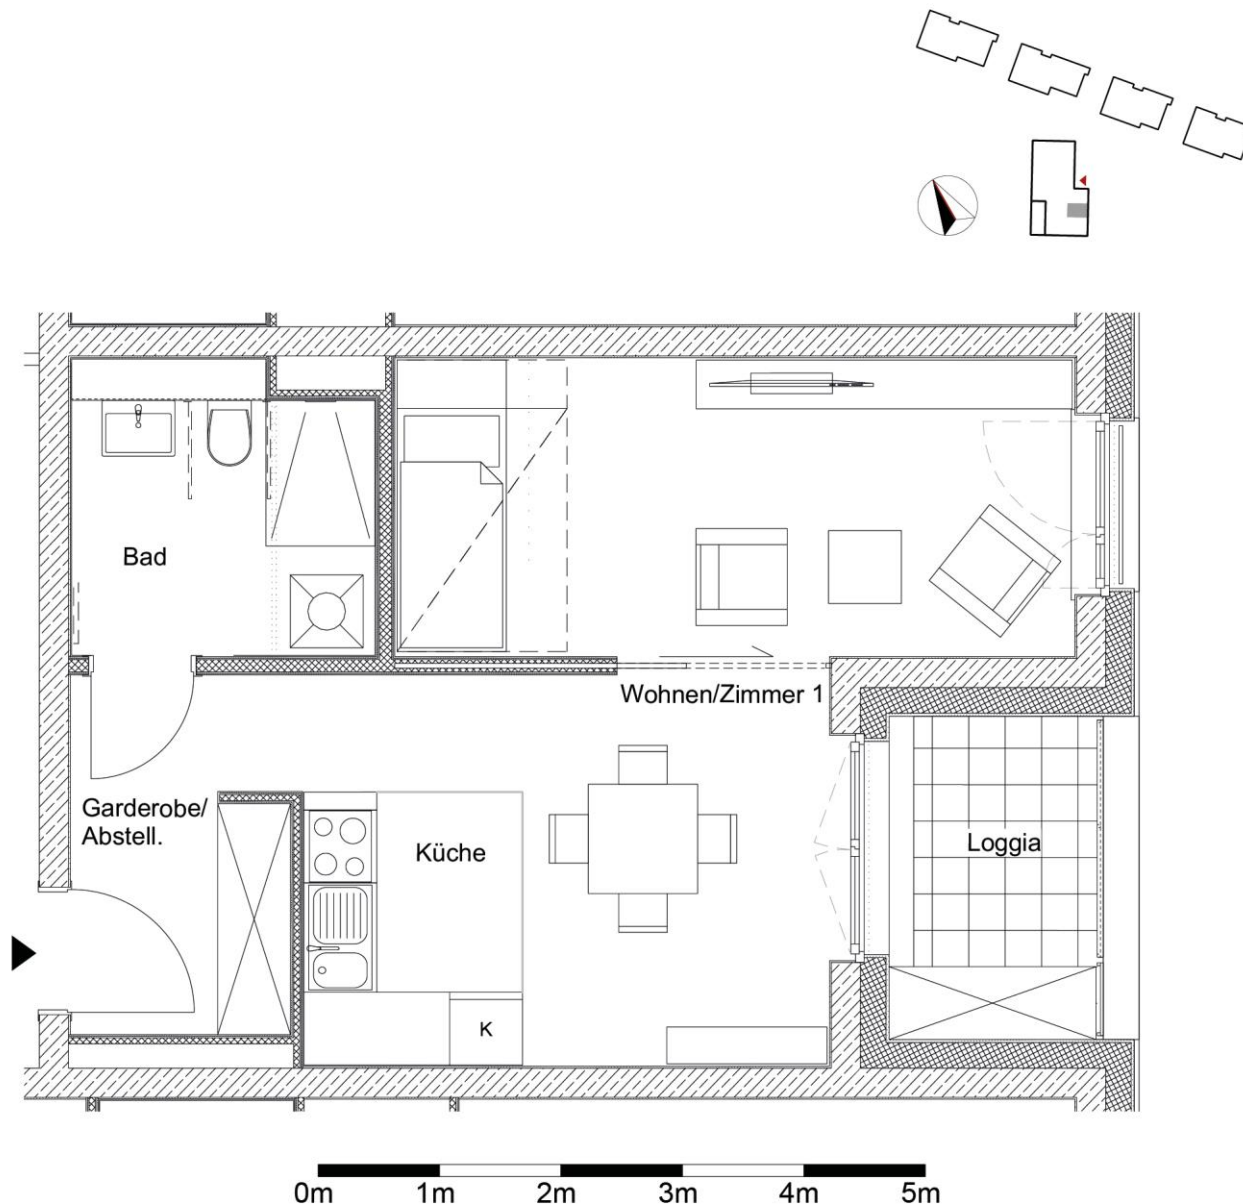 Bad
Wohnen/Zimmer 1
Garderobe/
Abstell.
Küche
Loggia
K
0m 1m 2m 3m 4m 5m